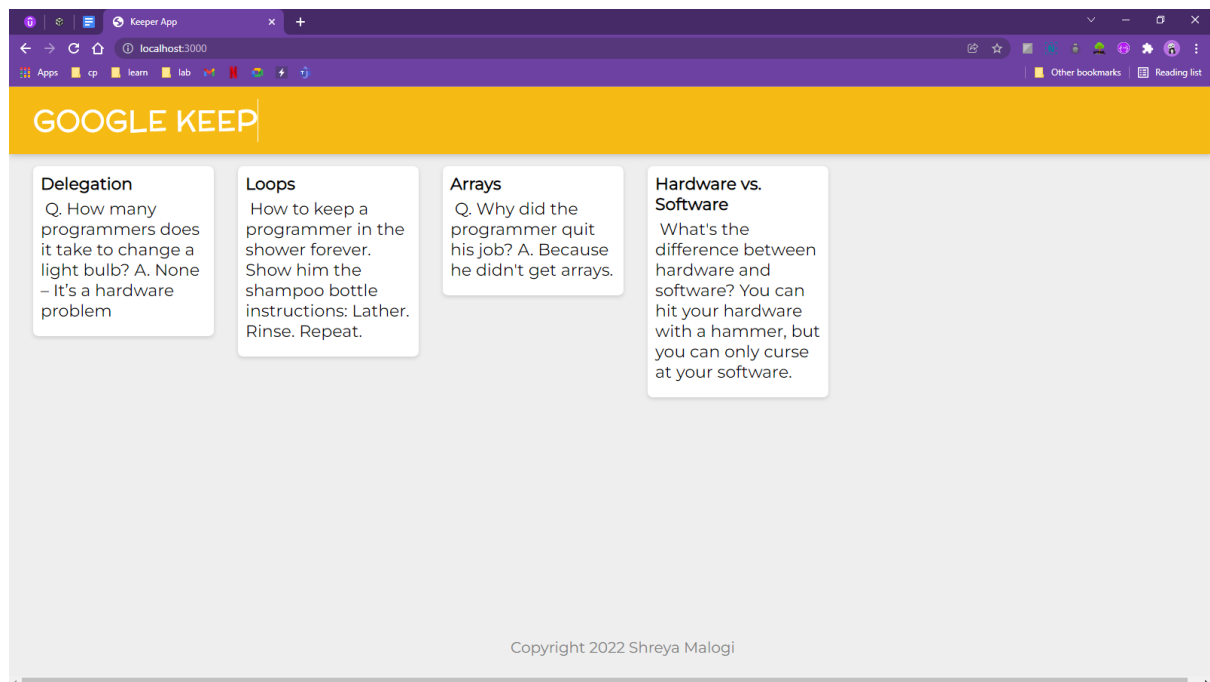 Keeper App
localhost:3000
Apps cp learn lab Other bookmarks Reading list
GOOGLE KEEP
Delegation
Q. How many
programmers does
it take to change a
light bulb? A. None
– It’s a hardware
problem
Loops
How to keep a
programmer in the
shower forever.
Show him the
shampoo bottle
instructions: Lather.
Rinse. Repeat.
Arrays
Q. Why did the
programmer quit
his job? A. Because
he didn't get arrays.
Hardware vs.
Software
What's the
difference between
hardware and
software? You can
hit your hardware
with a hammer, but
you can only curse
at your software.
Copyright 2022 Shreya Malogi